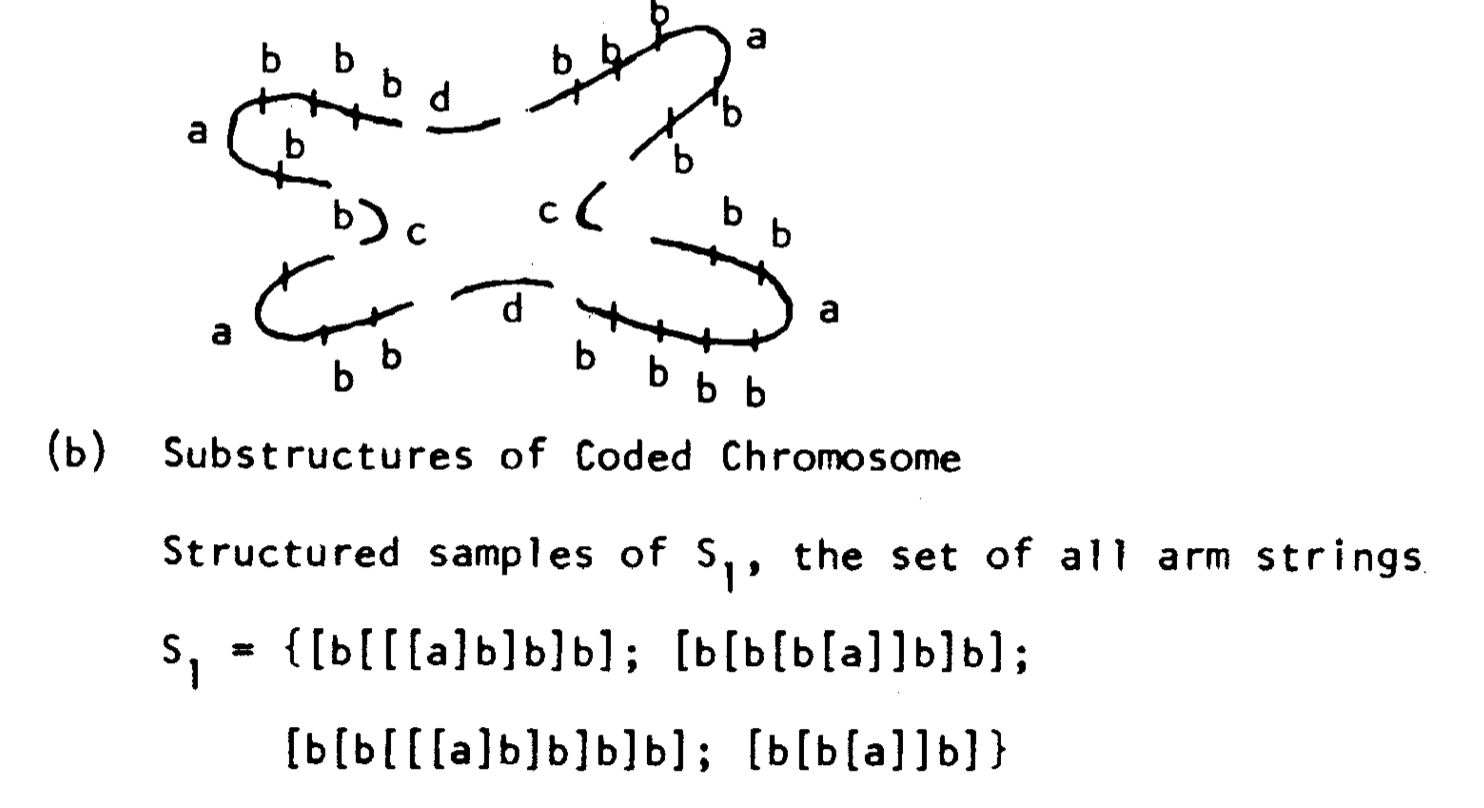 b
b b b a
b d b b
a b b
b
b c c b b
a d a
b b b b b b
(b) Substructures of Coded Chromosome
Structured samples of S₁, the set of all arm strings
S₁ = {[b[[[a]b]b]b]; [b[b[b[a]]b]b];
[b[b[[[a]b]b]b]b]; [b[b[a]]b]}